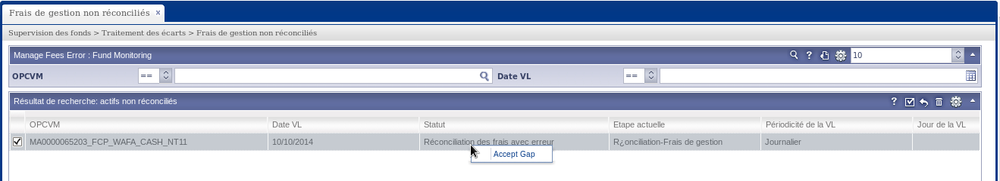 Frais de gestion non réconciliés ×
Supervision des fonds > Traitement des écarts > Frais de gestion non réconciliés
Manage Fees Error : Fund Monitoring ? 10
OPCVM == Date VL ==
Résultat de recherche: actifs non réconciliés ?
OPCVM Date VL Statut Etape actuelle Périodicité de la VL Jour de la VL
MA0000065203_FCP_WAFA_CASH_NT11 10/10/2014 Réconciliation des frais avec erreur R¿onciliation-Frais de gestion Journalier
Accept Gap